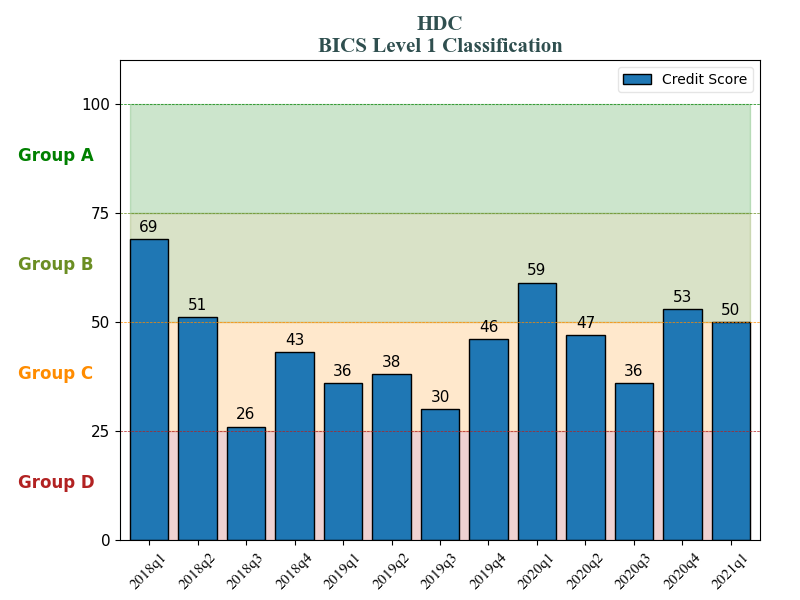 HDC
BICS Level 1 Classification
Credit Score
100
Group A
75
69
Group B
59
51
53
50
50
47
46
43
Group C
36
38
36
30
26
25
Group D
0
2018q1 2018q2 2018q3 2018q4 2019q1 2019q2 2019q3 2019q4 2020q1 2020q2 2020q3 2020q4 2021q1